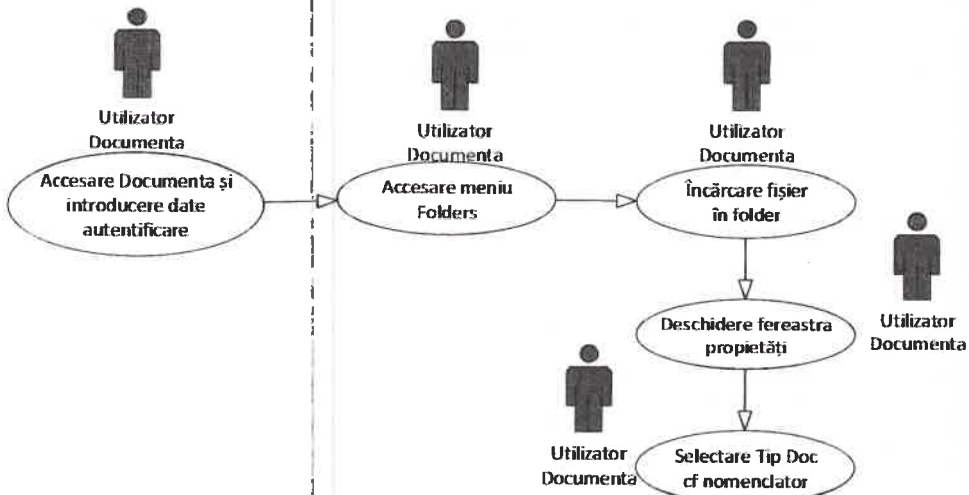 Utilizator
Documenta
Accesare Documenta și
introducere date
autentificare
Utilizator
Documenta
Accesare meniu
Folders
Utilizator
Documenta
Încărcare fișier
în folder
Utilizator
Documenta
Deschidere fereastra
propietăți
Utilizator
Documenta
Selectare Tip Doc
cf nomenclator